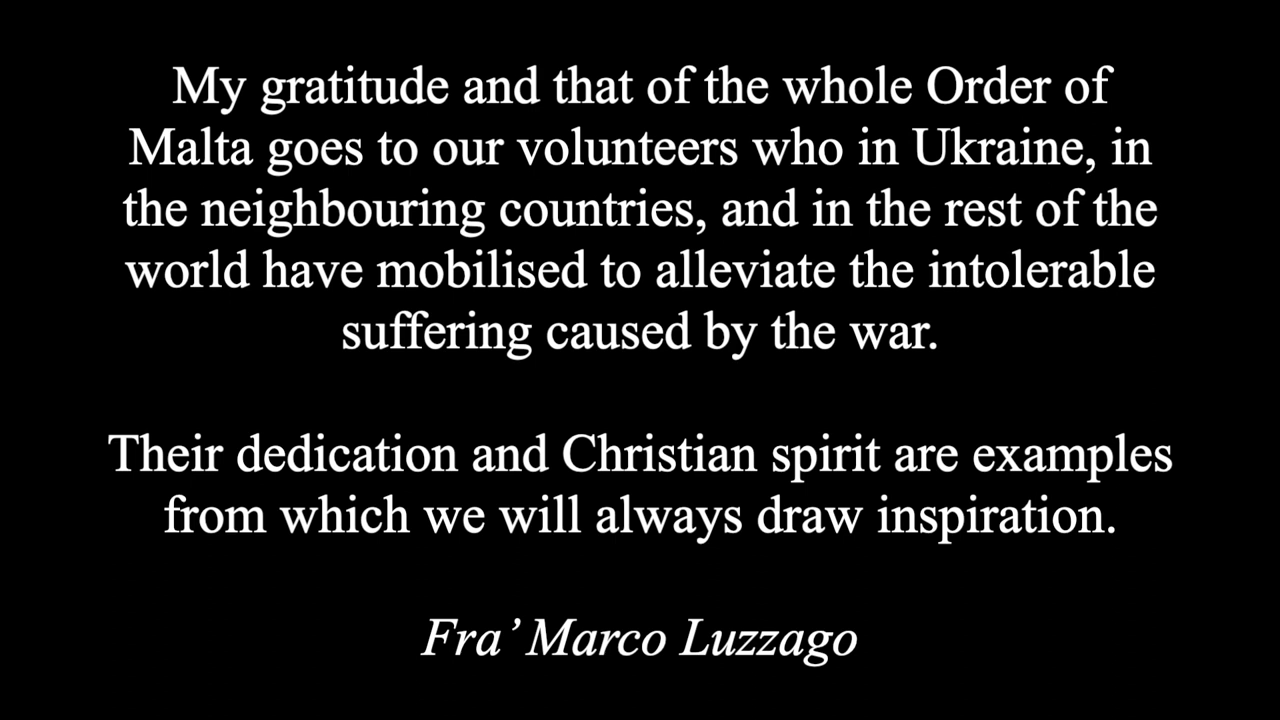 My gratitude and that of the whole Order of
Malta goes to our volunteers who in Ukraine, in
the neighbouring countries, and in the rest of the
world have mobilised to alleviate the intolerable
suffering caused by the war.
Their dedication and Christian spirit are examples
from which we will always draw inspiration.
Fra’ Marco Luzzago